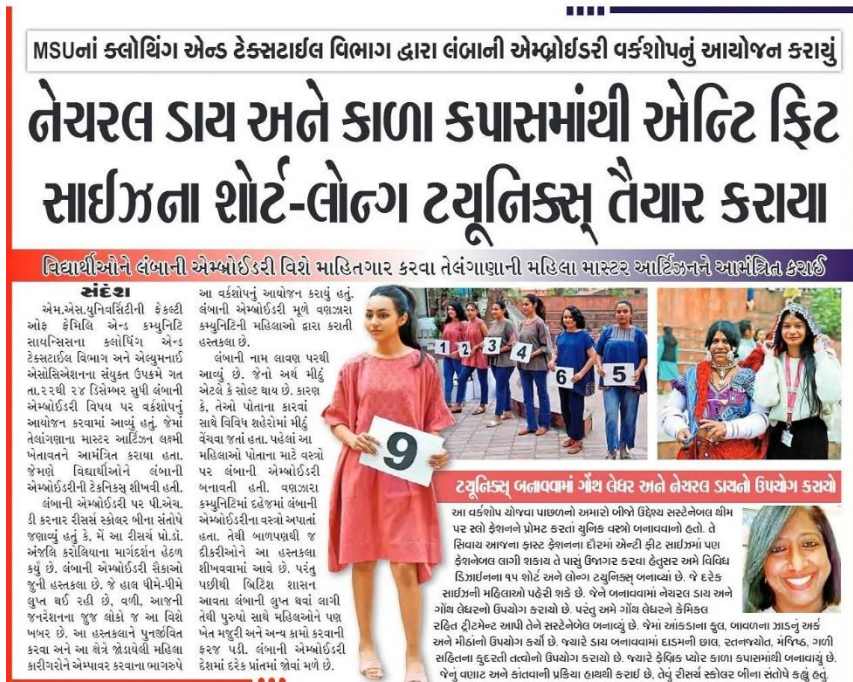 MSUનાં ક્લોથિંગ એન્ડ ટેક્સટાઈલ વિભાગ દ્વારા લંબાની એમ્બ્રોઈડરી વર્કશોપનું આયોજન કરાયું
નેચરલ ડાય અને કાળા કપાસમાંથી એન્ટિ ફિટ
સાઈઝના શોર્ટ-લોન્ગ ટયૂનિક્સ્ તૈયાર કરાયા
વિદ્યાર્થીઓને લંબાની એમ્બ્રોઈડરી વિશે માહિતગાર કરવા તેલંગાણાની મહિલા માસ્ટર આર્ટિઝનને આમંત્રિત કરાઈ
સંદેશ
એમ.એસ.યુનિવર્સિટીની ફેકલ્ટી
ઓફ ફેમિલિ એન્ડ કમ્યુનિટિ
સાયન્સિસના ક્લોથિંગ એન્ડ
ટેક્સટાઈલ વિભાગ અને એલ્યુમનાઈ
એસોસિએશનના સંયુક્ત ઉપક્રમે ગત
તા.૨૨થી ૨૪ ડિસેમ્બર સુધી લંબાની
એમ્બ્રોઈડરી વિષય પર વર્કશોપનું
આયોજન કરવામાં આવ્યું હતું. જેમાં
તેલંગાણાના માસ્ટર આર્ટિઝન લક્ષ્મી
ખેતાવતને આમંત્રિત કરાયા હતા.
જેમણે વિદ્યાર્થીઓને લંબાની
એમ્બ્રોઈડરીની ટેકનિક્સ્ શીખવી હતી.
લંબાની એમ્બ્રોઈડરી પર પી.એચ.
ડી કરનાર રીસર્ચ સ્કોલર બીના સંતોષે
જણાવ્યું હતું કે, મેં આ રીસર્ચ પ્રો.ડૉ.
અંજલિ કરોલિયાના માર્ગદર્શન હેઠળ
કર્યું છે. લંબાની એમ્બ્રોઈડરી સૈકાઓ
જુની હસ્તકલા છે. જે હાલ ધીમે-ધીમે
લુપ્ત થઈ રહી છે, વળી, આજની
જનરેશનના જુજ લોકો જ આ વિશે
ખબર છે. આ હસ્તકલાને પુનર્જીવિત
કરવા અને આ ક્ષેત્રે જોડાયેલી મહિલા
કારીગરોને એમ્પાવર કરવાના ભાગરુપે
આ વર્કશોપનું આયોજન કરાયું હતું.
લંબાની એમ્બ્રોઈડરી મૂળે વણઝારા
કમ્યુનિટિની મહિલાઓ દ્વારા કરાતી
હસ્તકલા છે.
લંબાની નામ લાવણ પરથી
આવ્યું છે. જેનો અર્થ મીઠું
એટલે કે સોલ્ટ થાય છે. કારણ
કે, તેઓ પોતાના કારવાં
સાથે વિવિધ શહેરોમાં મીઠું
વેંચવા જતાં હતા. પહેલાં આ
મહિલાઓ પોતાના માટે વસ્ત્રો
પર લંબાની એમ્બ્રોઈડરી
બનાવતી હતી. વણઝારા
કમ્યુનિટિમાં દહેજમાં લંબાની
એમ્બ્રોઈડરીના વસ્ત્રો અપાતાં
હતા. તેથી બાળપણથી જ
દીકરીઓને આ હસ્તકલા
શીખવવામાં આવે છે. પરંતુ
પછીથી બ્રિટિશ શાસન
આવતા લંબાની લુપ્ત થવાં લાગી
તેથી પુરુષો સાથે મહિલાઓને પણ
ખેત મજુરી અને અન્ય કામો કરવાની
ફરજ પડી. લંબાની એમ્બ્રોઈડરી
દેશમાં દરેક પ્રાંતમાં જોવાં મળે છે.
9
1 2 3 4
6 5
ટયૂનિક્સ્ બનાવવામાં ગૌંથ લેધર અને નેચરલ ડાયનો ઉપયોગ કરાયો
આ વર્કશોપ યોજવા પાછળનો અમારો બીજો ઉદ્દેશ્ય સસ્ટેનેબલ થીમ
પર સ્લો ફેશનને પ્રોમટ કરતાં યુનિક વસ્ત્રો બનાવવાનો હતો. તે
સિવાય આજના ફાસ્ટ ફેશનના દૌરમાં એન્ટી ફીટ સાઈઝમાં પણ
ફેશનેબલ લાગી શકાય તે પાસું ઉજાગર કરવા હેતુસર અમે વિવિધ
ડિઝાઈનના ૧૫ શોર્ટ અને લોન્ગ ટયૂનિક્સ્ બનાવ્યાં છે. જે દરેક
સાઈઝની મહિલાઓ પહેરી શકે છે. જેને બનાવવામાં નેચરલ ડાય અને
ગોંથ લેધરનો ઉપયોગ કરાયો છે. પરંતુ અમે ગોંથ લેધરને કેમિકલ
રહિત ટ્રીટમેન્ટ આપી તેને સસ્ટેનેબલ બનાવ્યું છે. જેમાં આંકડાના ફુલ, બાવળના ઝાડનું અર્ક
અને મીઠાંનો ઉપયોગ કર્યો છે. જ્યારે ડાય બનાવવામાં દાડમની છાલ, રતનજ્યોત, મંજિષ્ઠ, ગળી
સહિતના કુદરતી તત્વોનો ઉપયોગ કરાયો છે. જ્યારે ફેબ્રિક પ્યોર કાળા કપાસમાંથી બનાવાયું છે.
જેનું વણાટ અને કાંતવાની પ્રક્રિયા હાથથી કરાઈ છે, તેવું રીસર્ચ સ્કોલર બીના સંતોષે કહ્યું હતું.